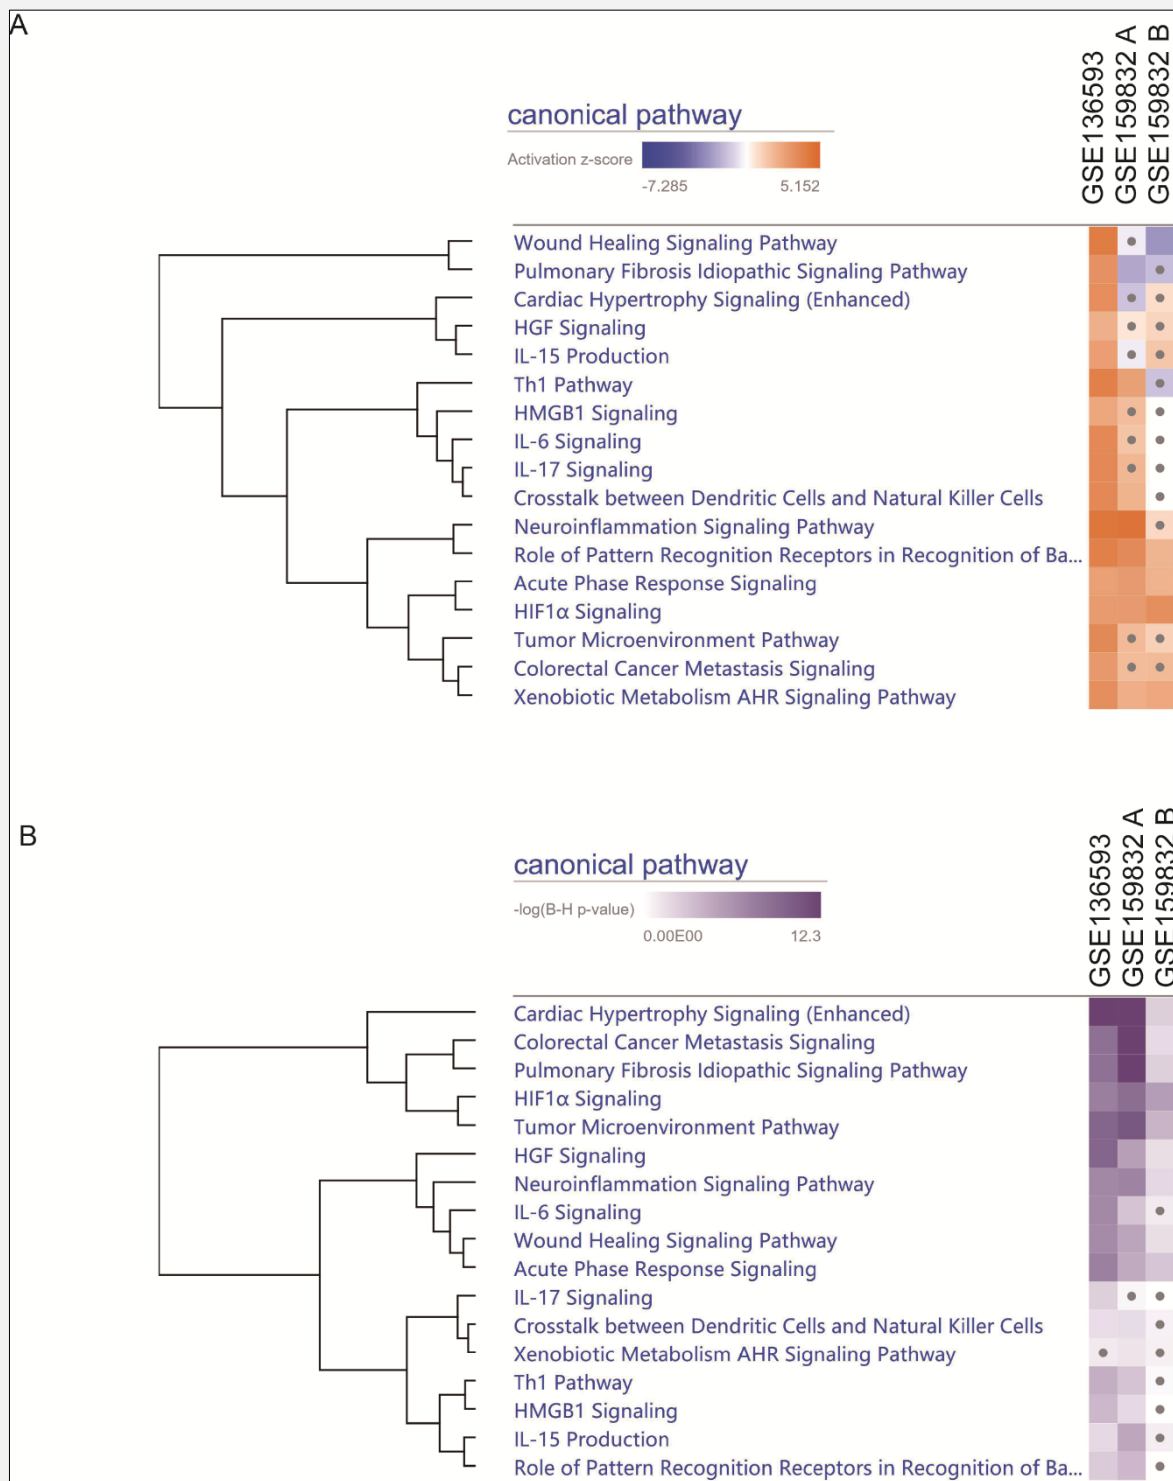 A
GSE136593
GSE159832 A
GSE159832 B
canonical pathway
Activation z-score
-7.285 5.152
Wound Healing Signaling Pathway
Pulmonary Fibrosis Idiopathic Signaling Pathway
Cardiac Hypertrophy Signaling (Enhanced)
HGF Signaling
IL-15 Production
Th1 Pathway
HMGB1 Signaling
IL-6 Signaling
IL-17 Signaling
Crosstalk between Dendritic Cells and Natural Killer Cells
Neuroinflammation Signaling Pathway
Role of Pattern Recognition Receptors in Recognition of Ba...
Acute Phase Response Signaling
HIF1α Signaling
Tumor Microenvironment Pathway
Colorectal Cancer Metastasis Signaling
Xenobiotic Metabolism AHR Signaling Pathway
B
GSE136593
GSE159832 A
GSE159832 B
canonical pathway
-log(B-H p-value)
0.00E00 12.3
Cardiac Hypertrophy Signaling (Enhanced)
Colorectal Cancer Metastasis Signaling
Pulmonary Fibrosis Idiopathic Signaling Pathway
HIF1α Signaling
Tumor Microenvironment Pathway
HGF Signaling
Neuroinflammation Signaling Pathway
IL-6 Signaling
Wound Healing Signaling Pathway
Acute Phase Response Signaling
IL-17 Signaling
Crosstalk between Dendritic Cells and Natural Killer Cells
Xenobiotic Metabolism AHR Signaling Pathway
Th1 Pathway
HMGB1 Signaling
IL-15 Production
Role of Pattern Recognition Receptors in Recognition of Ba...